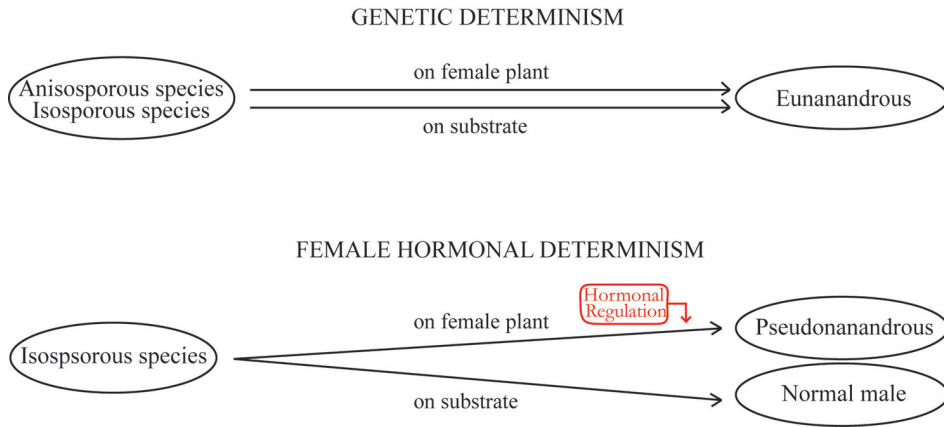 GENETIC DETERMINISM
on female plant
Anisosporous species
Isosporous species
Eunanandrous
on substrate
FEMALE HORMONAL DETERMINISM
Hormonal
Regulation
on female plant
Pseudonanandrous
Isospsorous species
Normal male
on substrate